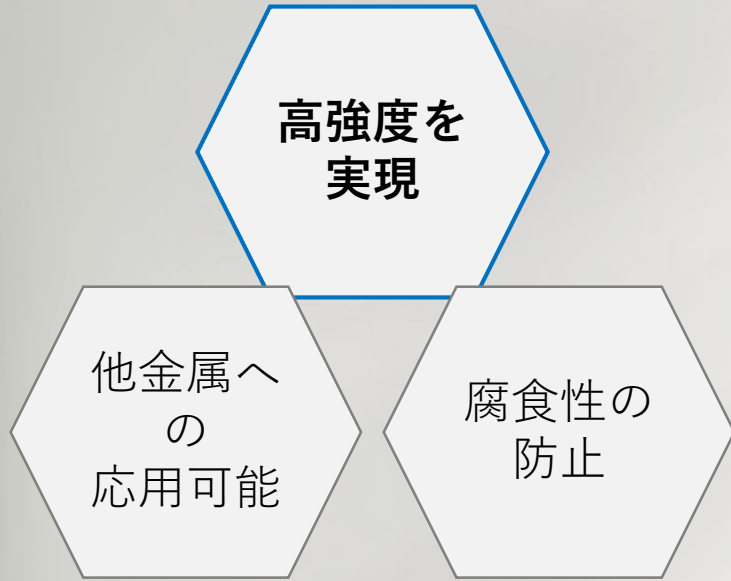 高強度を
実現
他金属へ
の
応用可能
腐食性の
防止